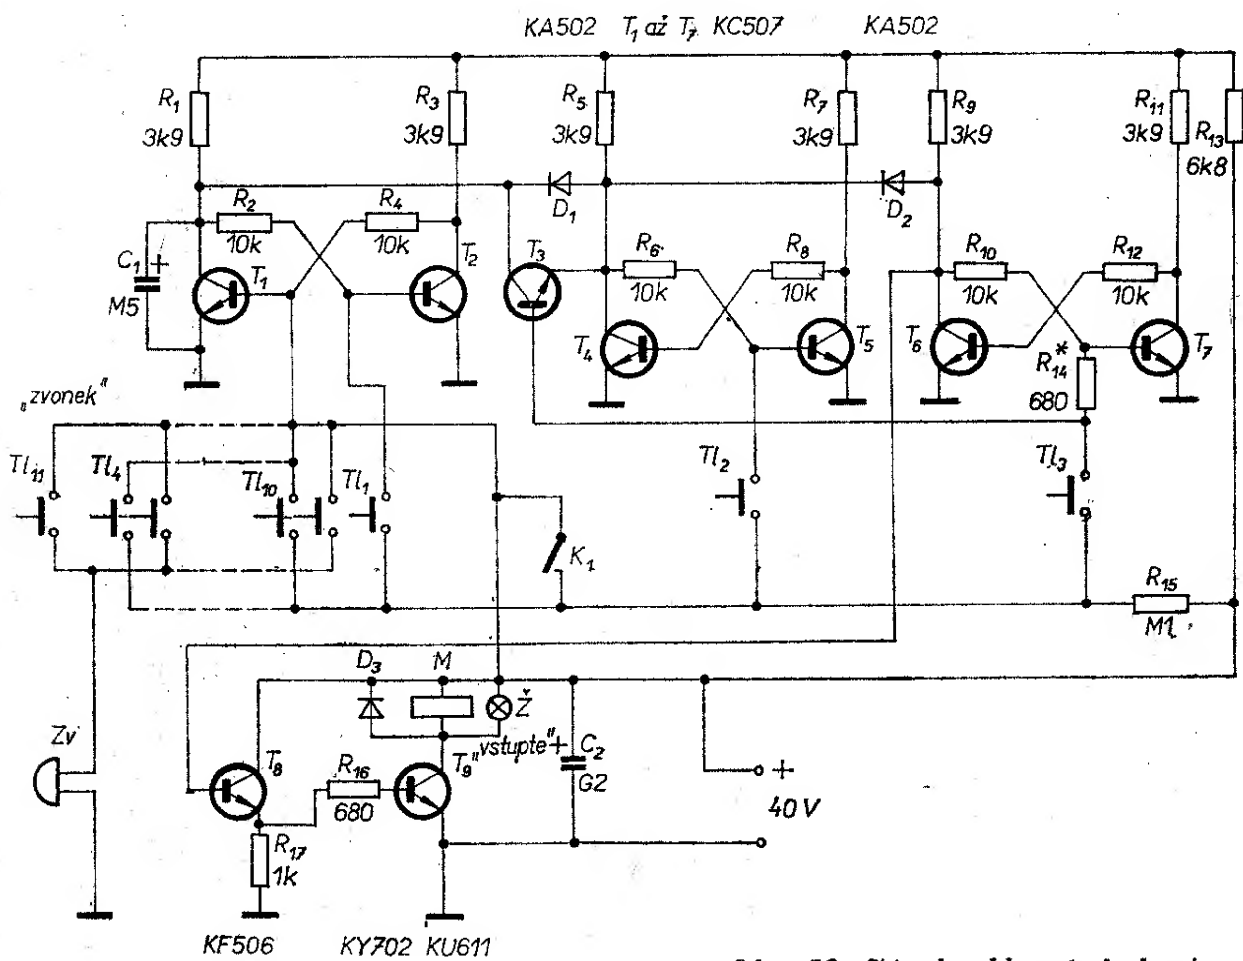 KA502 T₁ až T₇ KC507 KA502
R₁ 3k9
R₃ 3k9
R₅ 3k9
R₇ 3k9
R₉ 3k9
R₁₁ 3k9
R₁₃ 6k8
D₁
D₂
R₂ 10k
R₄ 10k
C₁ + M5
T₁
T₂
T₃
R₆ 10k
R₈ 10k
R₁₀ 10k
R₁₂ 10k
T₄
T₅
T₆
T₇
R₁₄* 680
„zvonek"
Tl₁₁
Tl₄
Tl₁₀
Tl₁
K₁
Tl₂
Tl₃
R₁₅ M1
D₃
M
Ž
"vstupte"
Zv
T₈
R₁₆ 680
T₉
+ C₂ G2
+
40 V
R₁₇ 1k
KF506 KY702 KU611